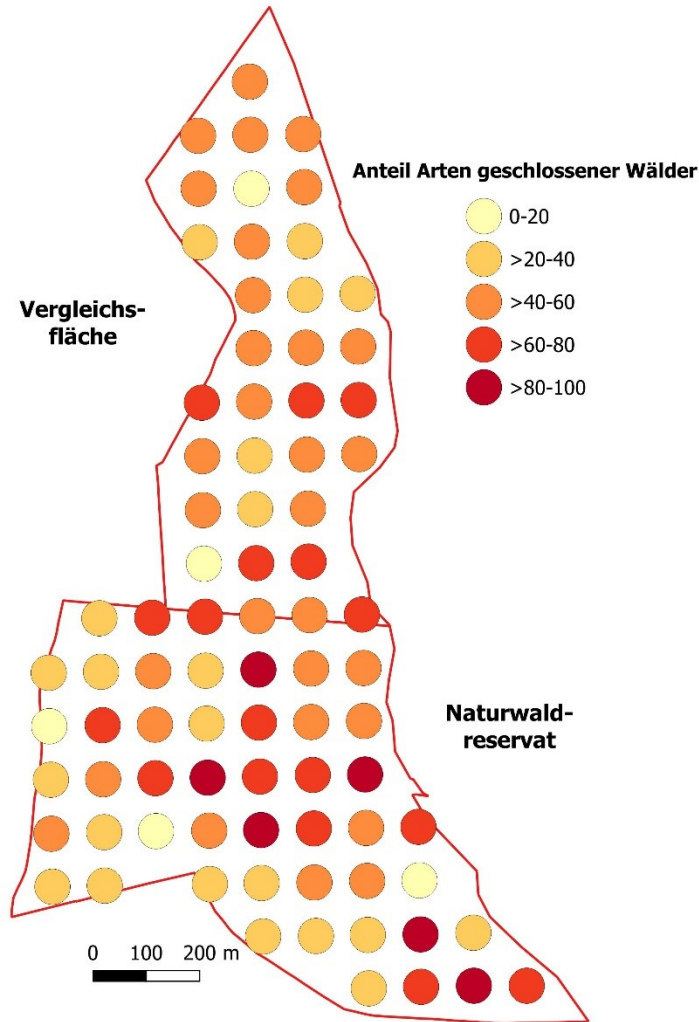 Anteil Arten geschlossener Wälder
0-20
>20-40
>40-60
>60-80
>80-100
Vergleichs-
fläche
Naturwald-
reservat
0 100 200 m